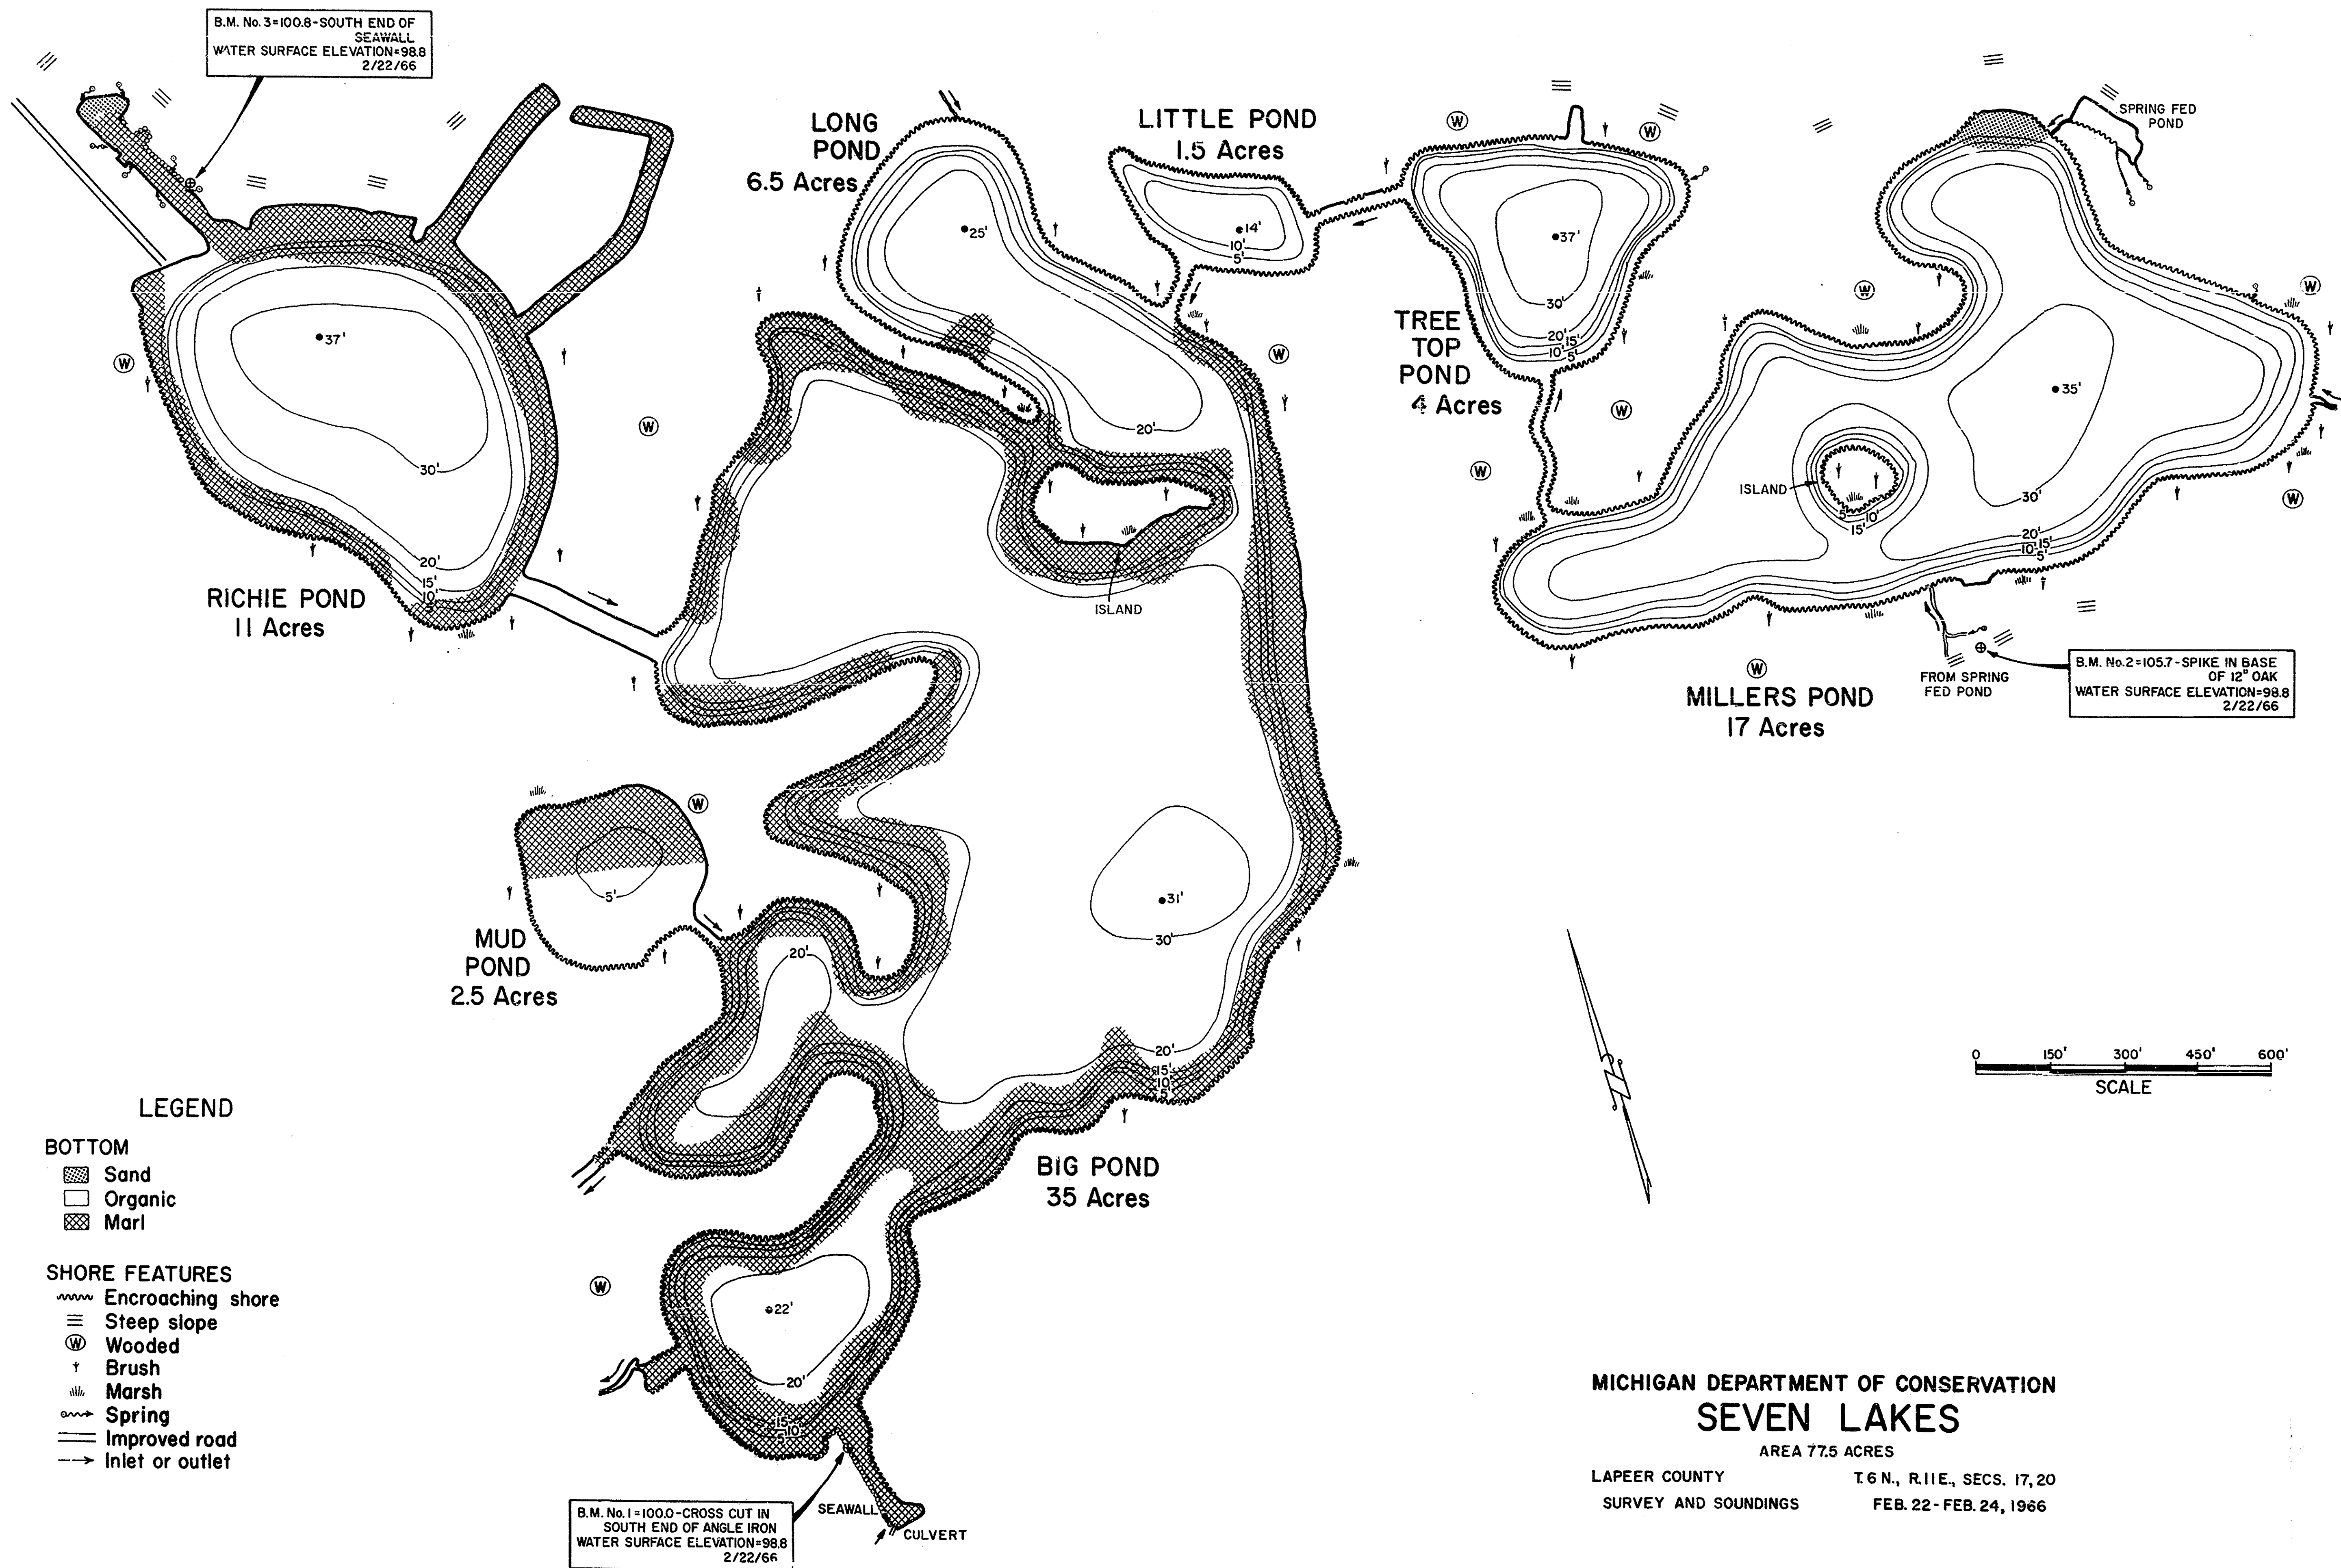 B.M. No. 3=100.8-SOUTH END OF
SEAWALL
WATER SURFACE ELEVATION=98.8
2/22/66
LONG
POND
6.5 Acres
LITTLE POND
1.5 Acres
SPRING FED
POND
25'
14'
10'
5'
37'
30'
20'
15'
10'
5'
TREE
TOP
POND
4 Acres
W
W
W
W
W
W
W
W
W
W
W
W
W
37'
30'
20'
15'
10'
5'
RICHIE POND
11 Acres
20'
ISLAND
35'
30'
20'
10'
15'
5'
ISLAND
5'
10'
15'
MILLERS POND
17 Acres
FROM SPRING
FED POND
B.M. No.2=105.7-SPIKE IN BASE
OF 12" OAK
WATER SURFACE ELEVATION=98.8
2/22/66
5'
MUD
POND
2.5 Acres
20'
31'
30'
20'
15'
10'
5'
BIG POND
35 Acres
22'
20'
15'
10'
5'
0 150' 300' 450' 600'
SCALE
LEGEND
BOTTOM
Sand
Organic
Marl
SHORE FEATURES
Encroaching shore
Steep slope
W Wooded
Brush
Marsh
Spring
Improved road
Inlet or outlet
B.M. No. 1=100.0-CROSS CUT IN
SOUTH END OF ANGLE IRON
WATER SURFACE ELEVATION=98.8
2/22/66
SEAWALL
CULVERT
MICHIGAN DEPARTMENT OF CONSERVATION
SEVEN LAKES
AREA 77.5 ACRES
LAPEER COUNTY T. 6 N., R. 11 E., SECS. 17, 20
SURVEY AND SOUNDINGS FEB. 22 - FEB. 24, 1966